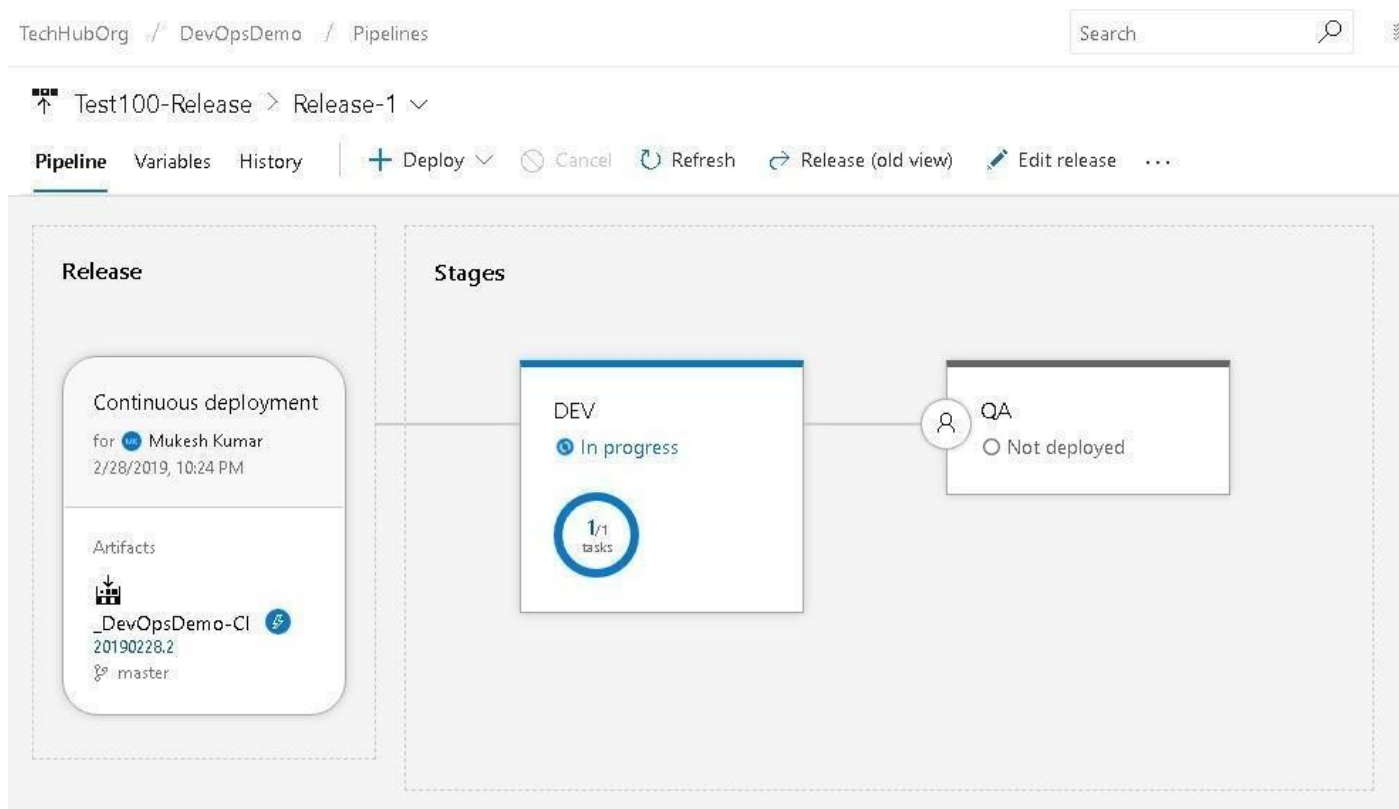 TechHubOrg / DevOpsDemo / Pipelines
Search
Test100-Release > Release-1
Pipeline Variables History + Deploy Cancel Refresh Release (old view) Edit release ...
Release
Stages
Continuous deployment
for MK Mukesh Kumar
2/28/2019, 10:24 PM
Artifacts
_DevOpsDemo-CI
20190228.2
master
DEV
In progress
1/1
tasks
QA
Not deployed